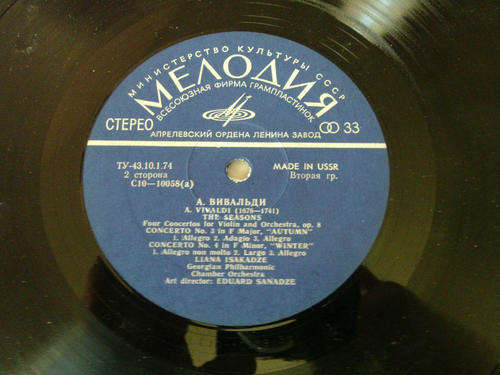 МИНИСТЕРСТВО КУЛЬТУРЫ СССР
МЕЛОДИЯ
ВСЕСОЮЗНАЯ ФИРМА ГРАМПЛАСТИНОК
СТЕРЕО 33
АПРЕЛЕВСКИЙ ОРДЕНА ЛЕНИНА ЗАВОД
ТУ-43.10.1.74 MADE IN USSR
2 сторона Вторая гр.
С10—10058(а)
А. ВИВАЛЬДИ
A. VIVALDI (1678—1741)
THE SEASONS
Four Concertos for Violin and Orchestra, op. 8
CONCERTO No. 3 in F Major, "AUTUMN"
1. Allegro 2. Adagio 3. Allegro
CONCERTO No. 4 in F Minor, "WINTER"
1. Allegro non molto 2. Largo 3. Allegro
LIANA ISAKADZE
Georgian Philharmonic
Chamber Orchestra
Art director: EDUARD SANADZE